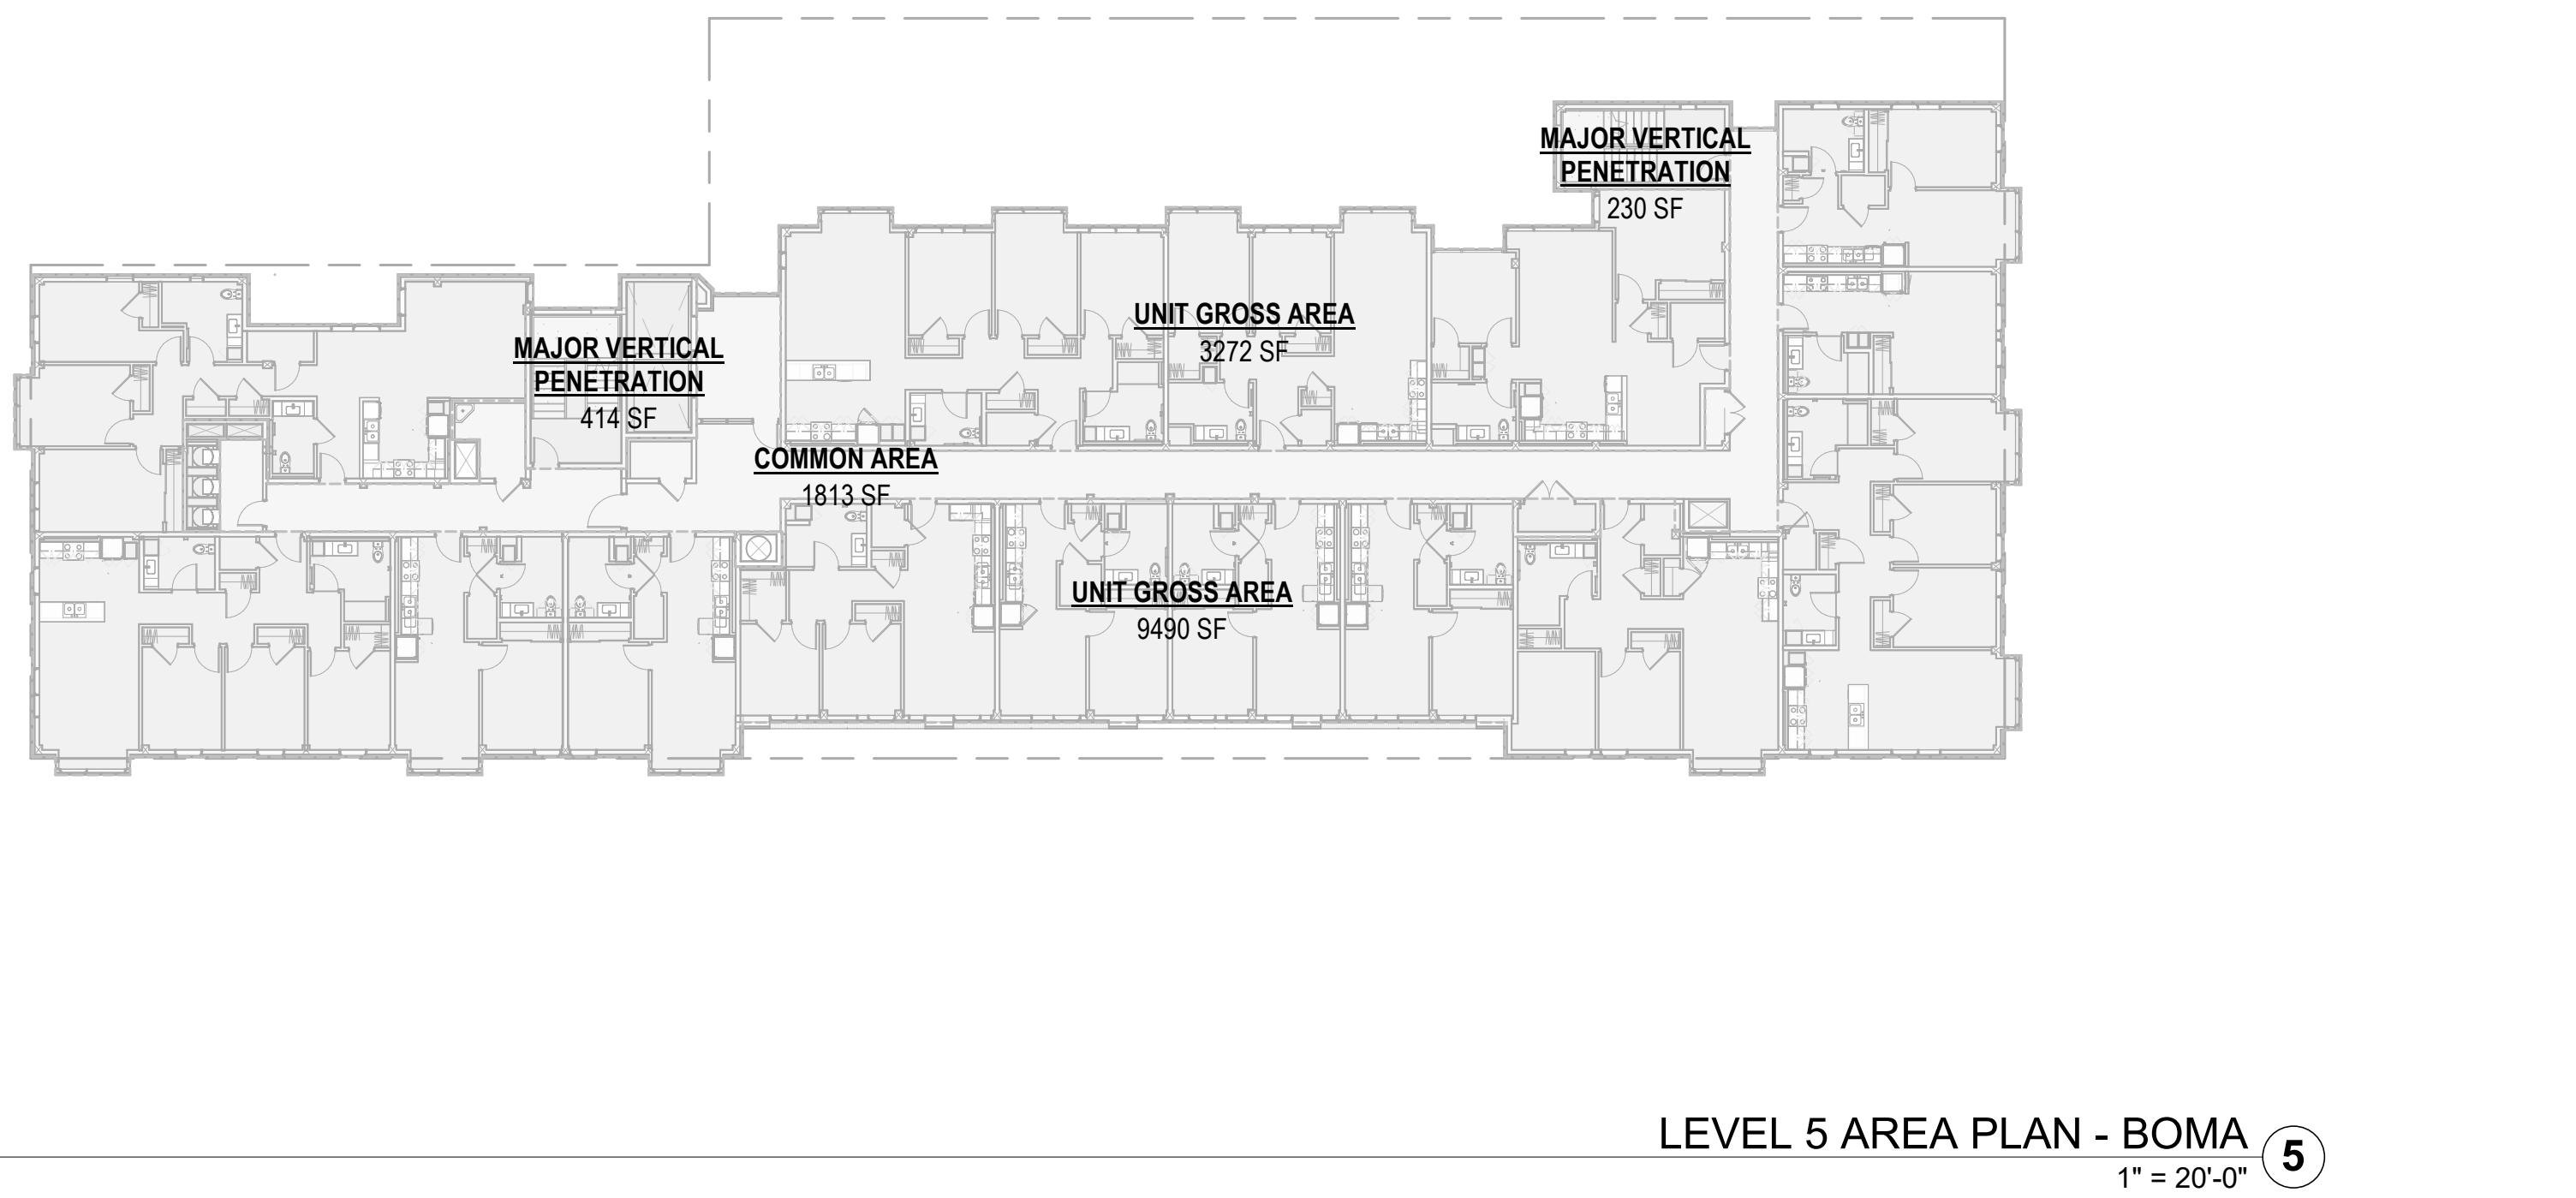 MAJOR VERTICAL
PENETRATION
230 SF
UNIT GROSS AREA
3272 SF
MAJOR VERTICAL
PENETRATION
414 SF
COMMON AREA
1813 SF
UNIT GROSS AREA
9490 SF
LEVEL 5 AREA PLAN - BOMA
5
1" = 20'-0"